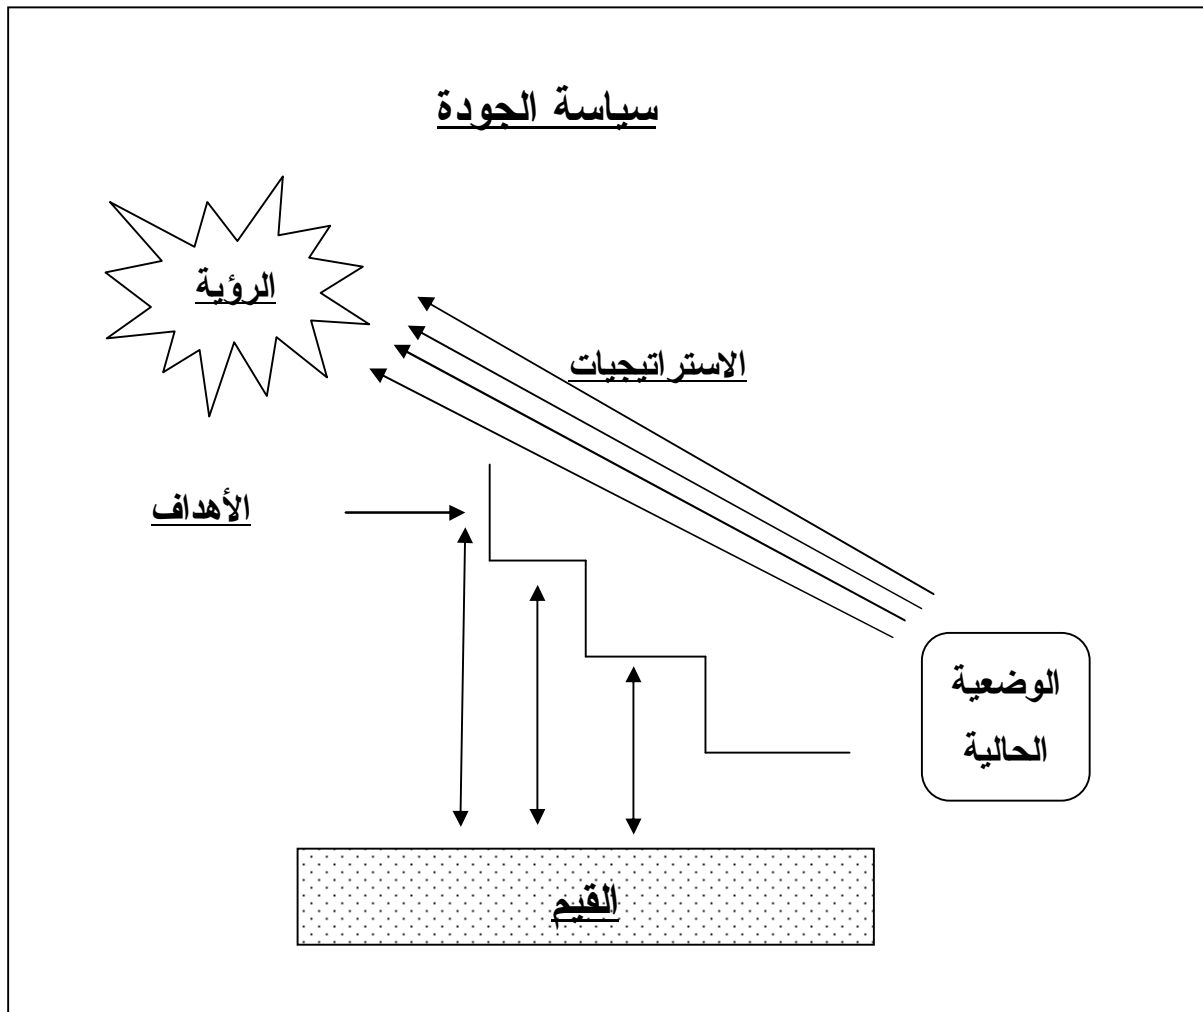 سياسة الجودة
الرؤية
الاستراتيجيات
الأهداف
الوضعية
الحالية
القيم